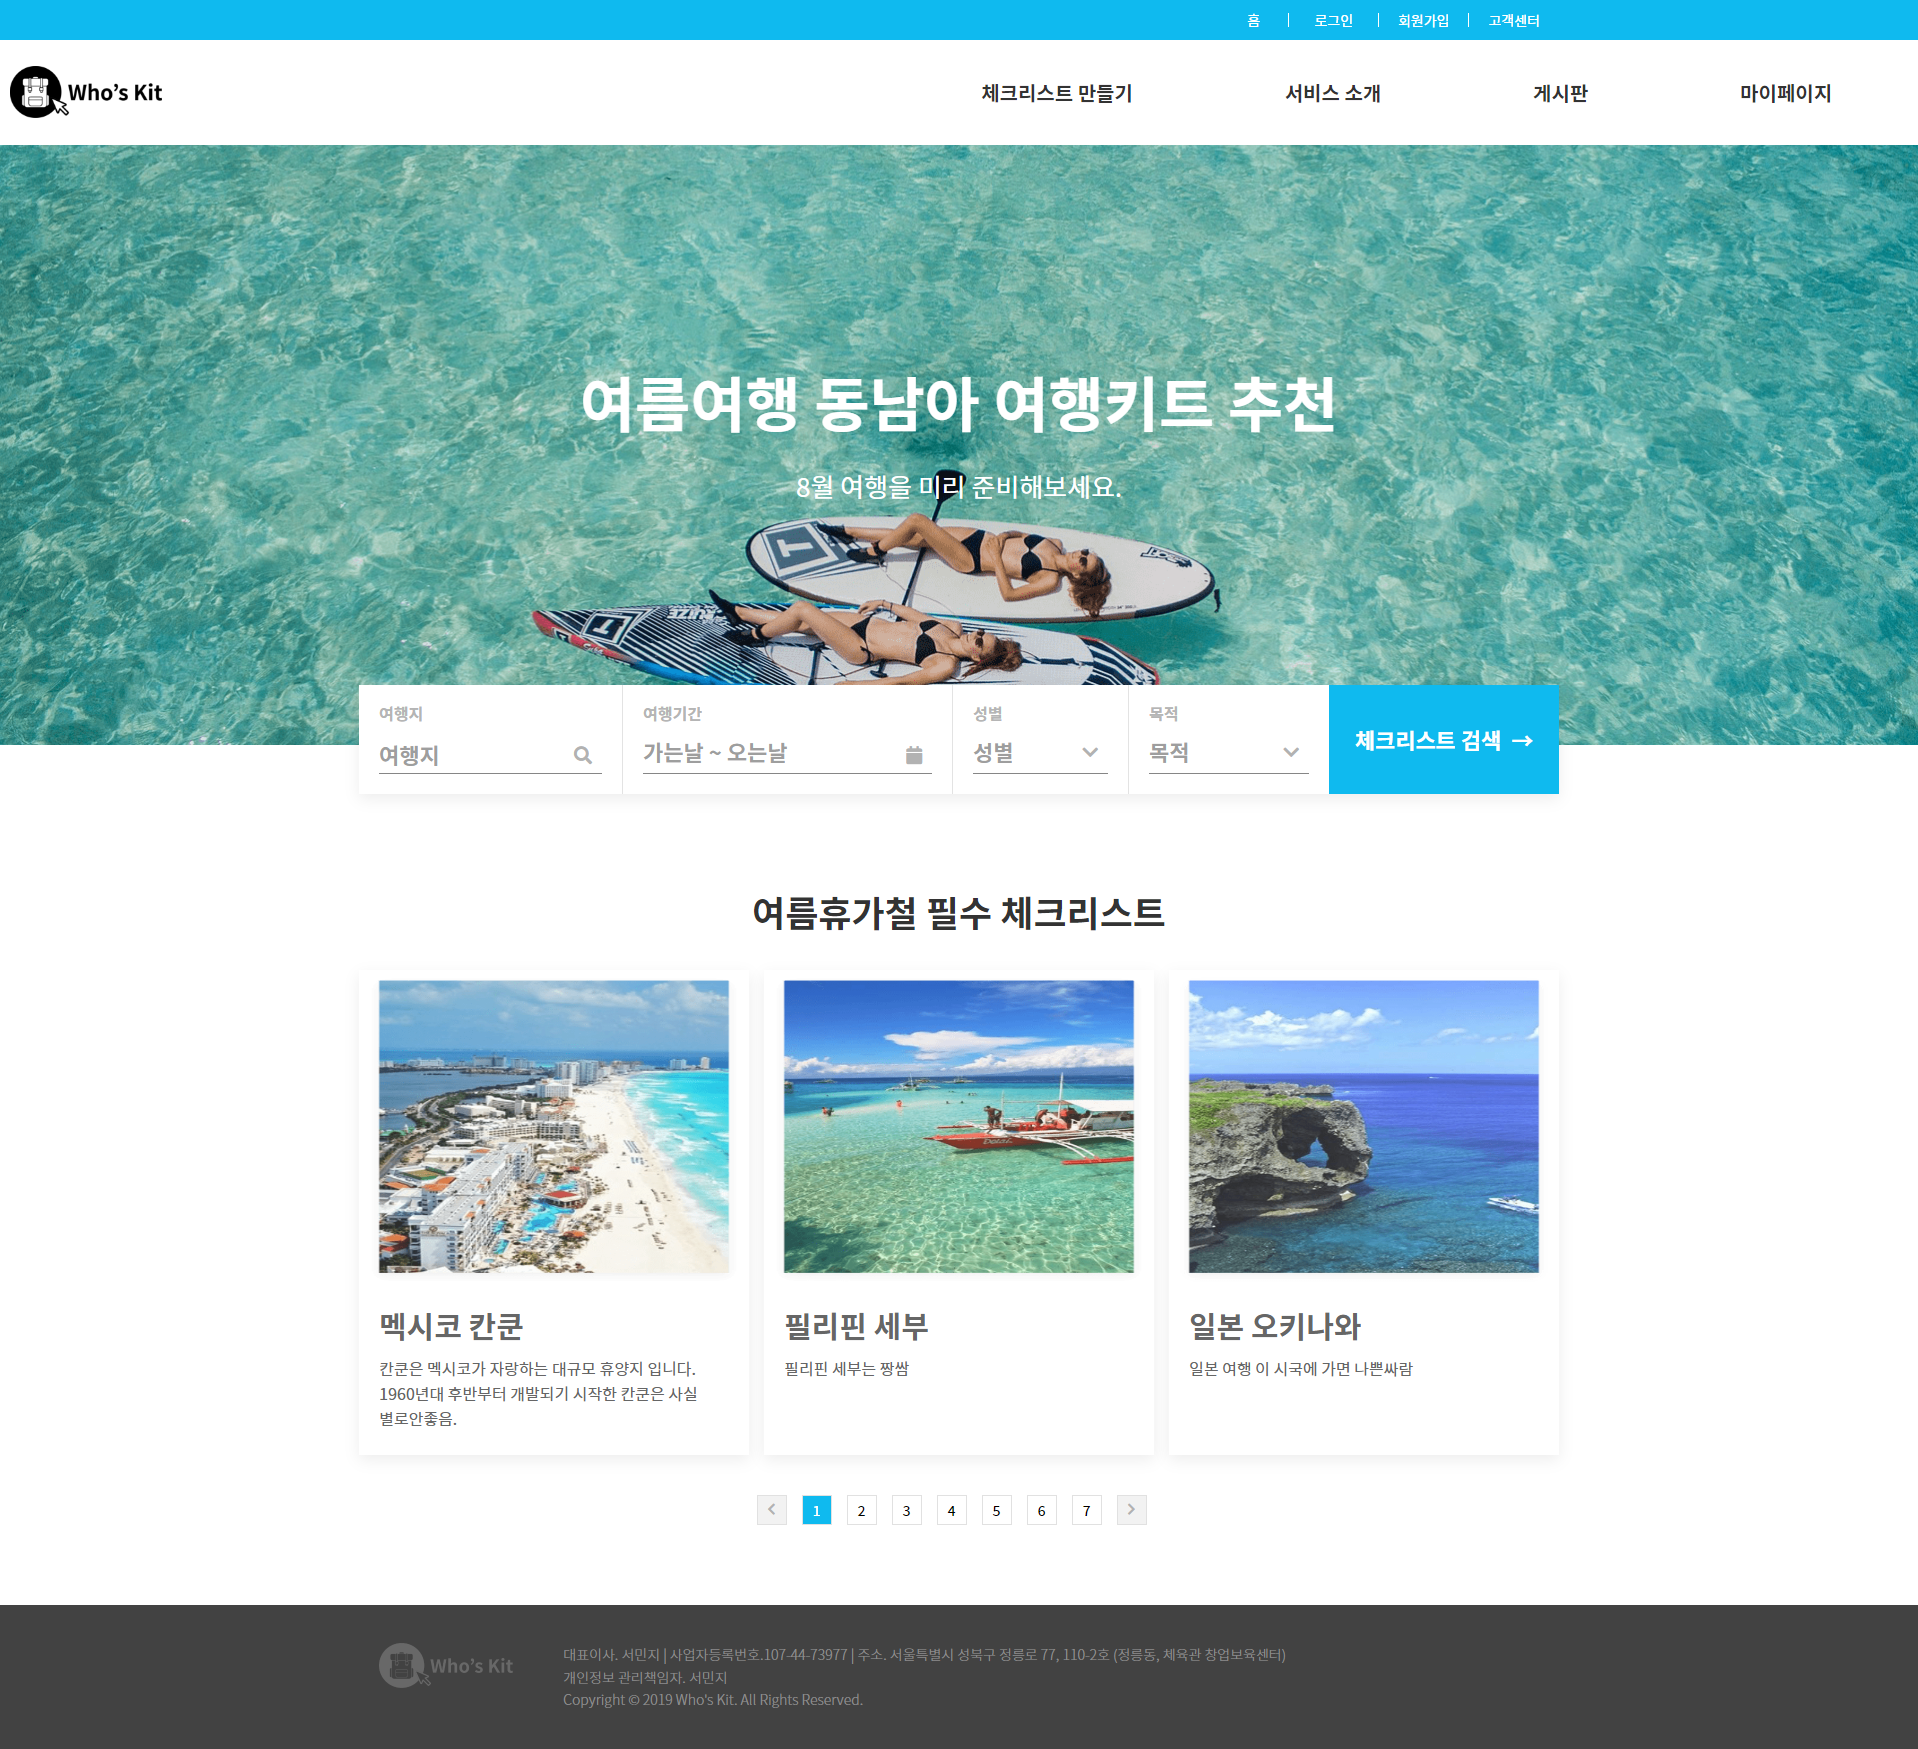 홈
로그인
회원가입
고객센터
Who's Kit
체크리스트 만들기
서비스 소개
게시판
마이페이지
여름여행 동남아 여행키트 추천
8월 여행을 미리 준비해보세요.
여행지
여행지
여행기간
가는날 ~ 오는날
성별
성별
목적
목적
체크리스트 검색 →
여름휴가철 필수 체크리스트
멕시코 칸쿤
칸쿤은 멕시코가 자랑하는 대규모 휴양지 입니다.
1960년대 후반부터 개발되기 시작한 칸쿤은 사실
별로안좋음.
필리핀 세부
필리핀 세부는 짱쌈
일본 오키나와
일본 여행 이 시국에 가면 나쁜싸람
1
2
3
4
5
6
7
Who's Kit
대표이사. 서민지 | 사업자등록번호.107-44-73977 | 주소. 서울특별시 성북구 정릉로 77, 110-2호 (정릉동, 체육관 창업보육센터)
개인정보 관리책임자. 서민지
Copyright © 2019 Who's Kit. All Rights Reserved.